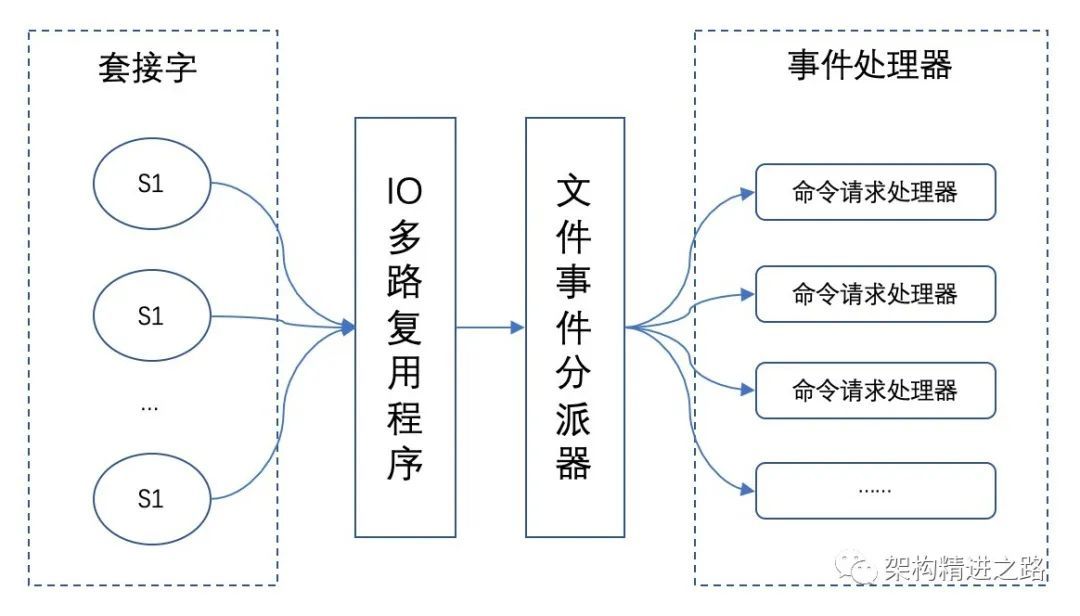 套接字
S1
S1
...
S1
IO多路复用程序
文件事件分派器
事件处理器
命令请求处理器
命令请求处理器
命令请求处理器
......
架构精进之路